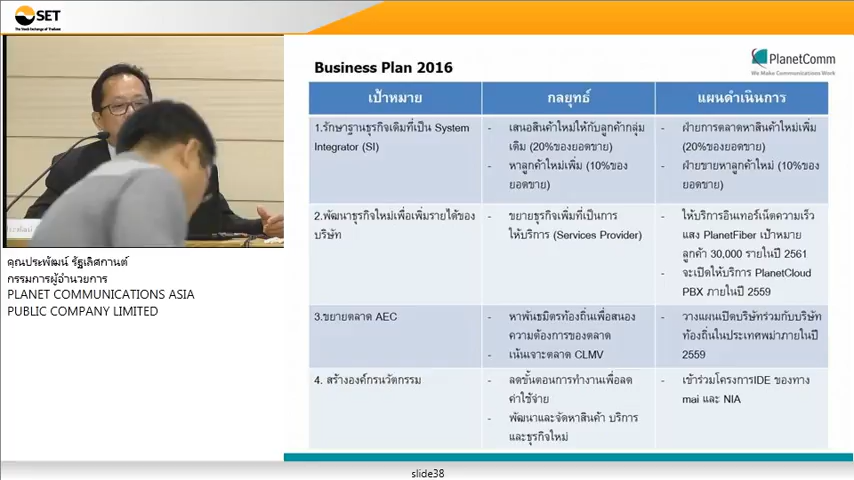 SET
The Stock Exchange of Thailand
PlanetComm
We Make Communications Work
Business Plan 2016
เป้าหมาย
กลยุทธ์
แผนดำเนินการ
1.รักษาฐานธุรกิจเดิมที่เป็น System
Integrator (SI)
- เสนอสินค้าใหม่ให้กับลูกค้ากลุ่ม
เดิม (20%ของยอดขาย)
- หาลูกค้าใหม่เพิ่ม (10%ของ
ยอดขาย)
- ฝ่ายการตลาดหาสินค้าใหม่เพิ่ม
(20%ของยอดขาย)
- ฝ่ายขายหาลูกค้าใหม่ (10%ของ
ยอดขาย)
2.พัฒนาธุรกิจใหม่เพื่อเพิ่มรายได้ของ
บริษัท
- ขยายธุรกิจเพิ่มที่เป็นการ
ให้บริการ (Services Provider)
- ให้บริการอินเทอร์เน็ตความเร็ว
แสง PlanetFiber เป้าหมาย
ลูกค้า 30,000 รายในปี 2561
- จะเปิดให้บริการ PlanetCloud
PBX ภายในปี 2559
3.ขยายตลาด AEC
- หาพันธมิตรท้องถิ่นเพื่อสนอง
ความต้องการของตลาด
- เน้นเจาะตลาด CLMV
- วางแผนเปิดบริษัทร่วมกับบริษัท
ท้องถิ่นในประเทศพม่าภายในปี
2559
4. สร้างองค์กรนวัตกรรม
- ลดขั้นตอนการทำงานเพื่อลด
ค่าใช้จ่าย
- พัฒนาและจัดหาสินค้า บริการ
และธุรกิจใหม่
- เข้าร่วมโครงการIDE ของทาง
mai และ NIA
คุณประพัฒน์ รัฐเลิศกานต์
กรรมการผู้อำนวยการ
PLANET COMMUNICATIONS ASIA
PUBLIC COMPANY LIMITED
slide38